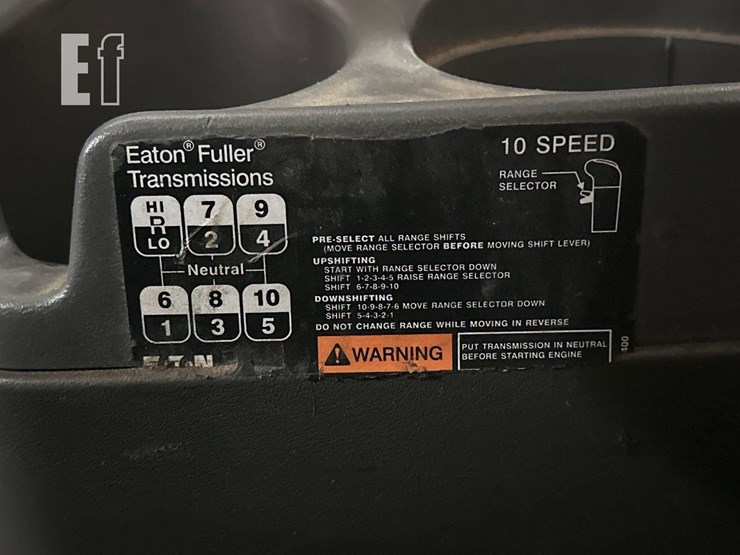 Ef
Eaton® Fuller®
Transmissions
10 SPEED
RANGE
SELECTOR
HI 7 9
R
LO 2 4
Neutral
6 8 10
1 3 5
PRE-SELECT ALL RANGE SHIFTS
(MOVE RANGE SELECTOR BEFORE MOVING SHIFT LEVER)
UPSHIFTING
START WITH RANGE SELECTOR DOWN
SHIFT 1-2-3-4-5 RAISE RANGE SELECTOR
SHIFT 6-7-8-9-10
DOWNSHIFTING
SHIFT 10-9-8-7-6 MOVE RANGE SELECTOR DOWN
SHIFT 5-4-3-2-1
DO NOT CHANGE RANGE WHILE MOVING IN REVERSE
WARNING
PUT TRANSMISSION IN NEUTRAL
BEFORE STARTING ENGINE
400